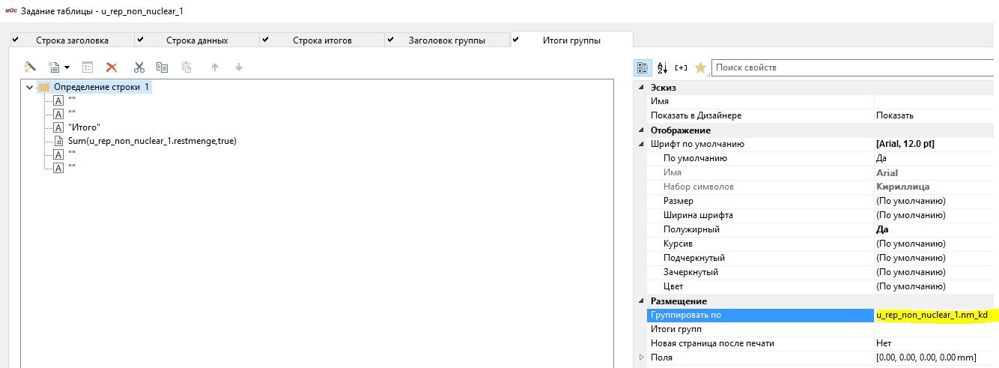 мос Задание таблицы - u_rep_non_nuclear_1
Строка заголовка Строка данных Строка итогов Заголовок группы Итоги группы
Поиск свойств
Определение строки 1
""
""
"Итого"
Sum(u_rep_non_nuclear_1.restmenge,true)
""
""
Эскиз
Имя
Показать в Дизайнере Показать
Отображение
Шрифт по умолчанию [Arial, 12.0 pt]
По умолчанию Да
Имя Arial
Набор символов Кириллица
Размер (По умолчанию)
Ширина шрифта (По умолчанию)
Полужирный Да
Курсив (По умолчанию)
Подчеркнутый (По умолчанию)
Зачеркнутый (По умолчанию)
Цвет (По умолчанию)
Размещение
Группировать по u_rep_non_nuclear_1.nm_kd
Итоги групп
Новая страница после печати Нет
Поля [0.00, 0.00, 0.00, 0.00 mm]